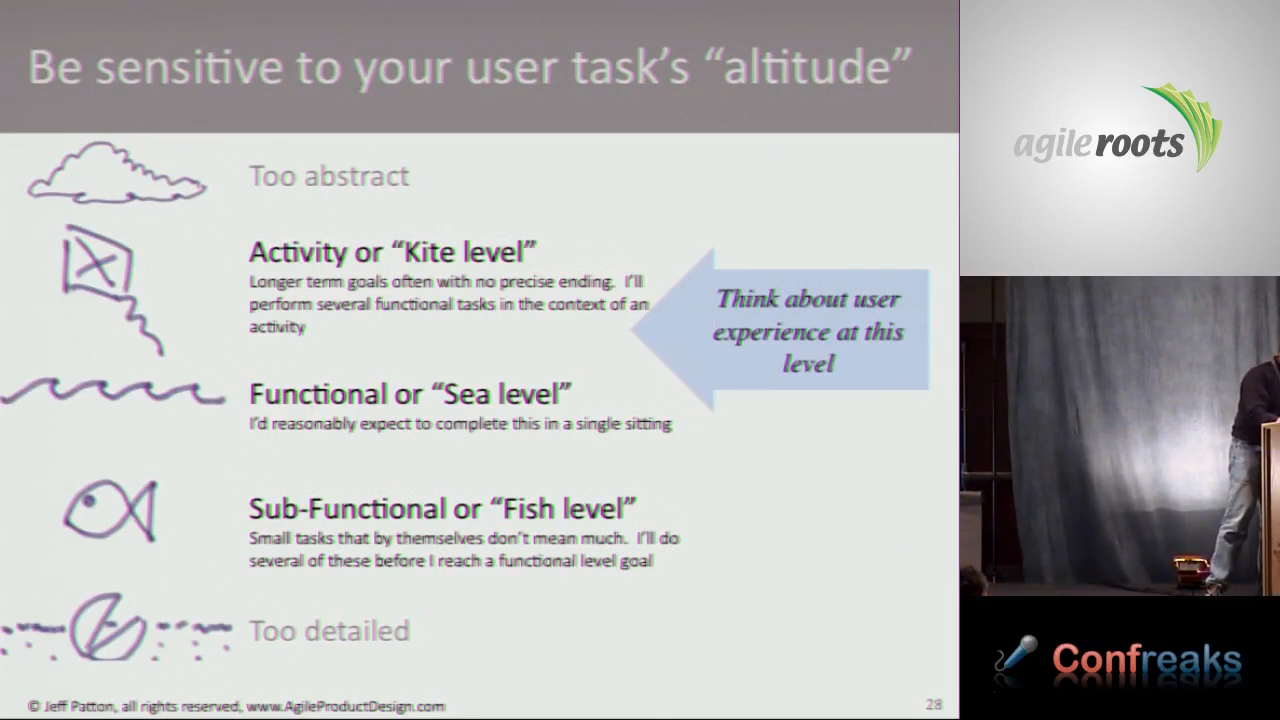 Be sensitive to your user task's “altitude”
Too abstract
Activity or “Kite level”
Longer term goals often with no precise ending. I'll
perform several functional tasks in the context of an
activity
Think about user
experience at this
level
Functional or “Sea level”
I'd reasonably expect to complete this in a single sitting
Sub-Functional or “Fish level”
Small tasks that by themselves don't mean much. I'll do
several of these before I reach a functional level goal
Too detailed
© Jeff Patton, all rights reserved, www.AgileProductDesign.com
28
agile roots
Confreaks